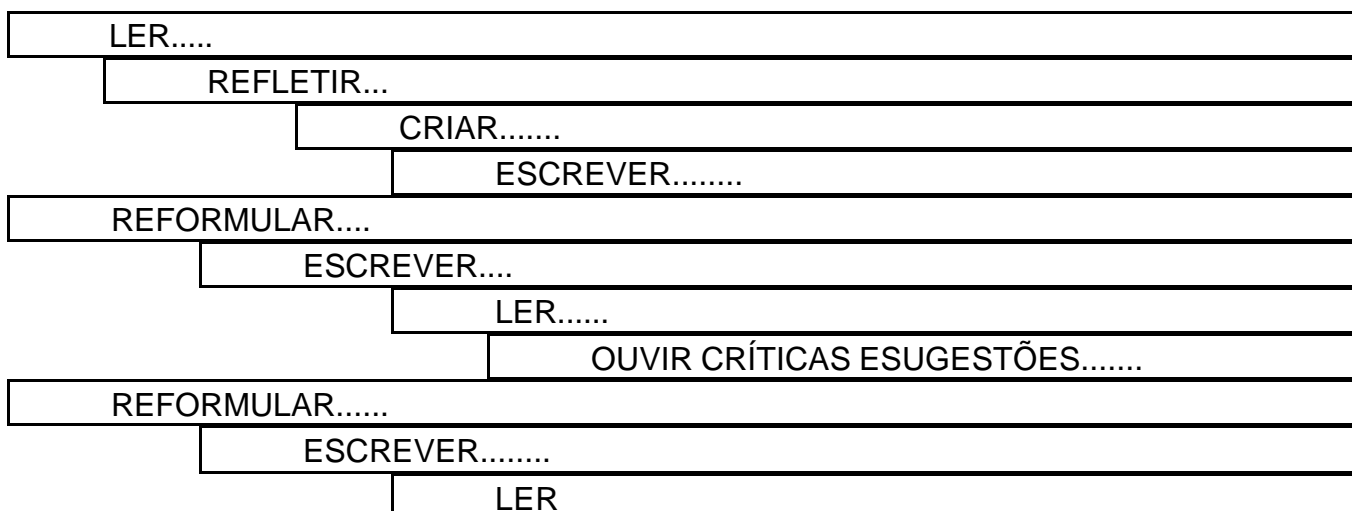 LER.....
REFLETIR...
CRIAR.......
ESCREVER........
REFORMULAR....
ESCREVER....
LER......
OUVIR CRÍTICAS ESUGESTÕES.......
REFORMULAR......
ESCREVER........
LER